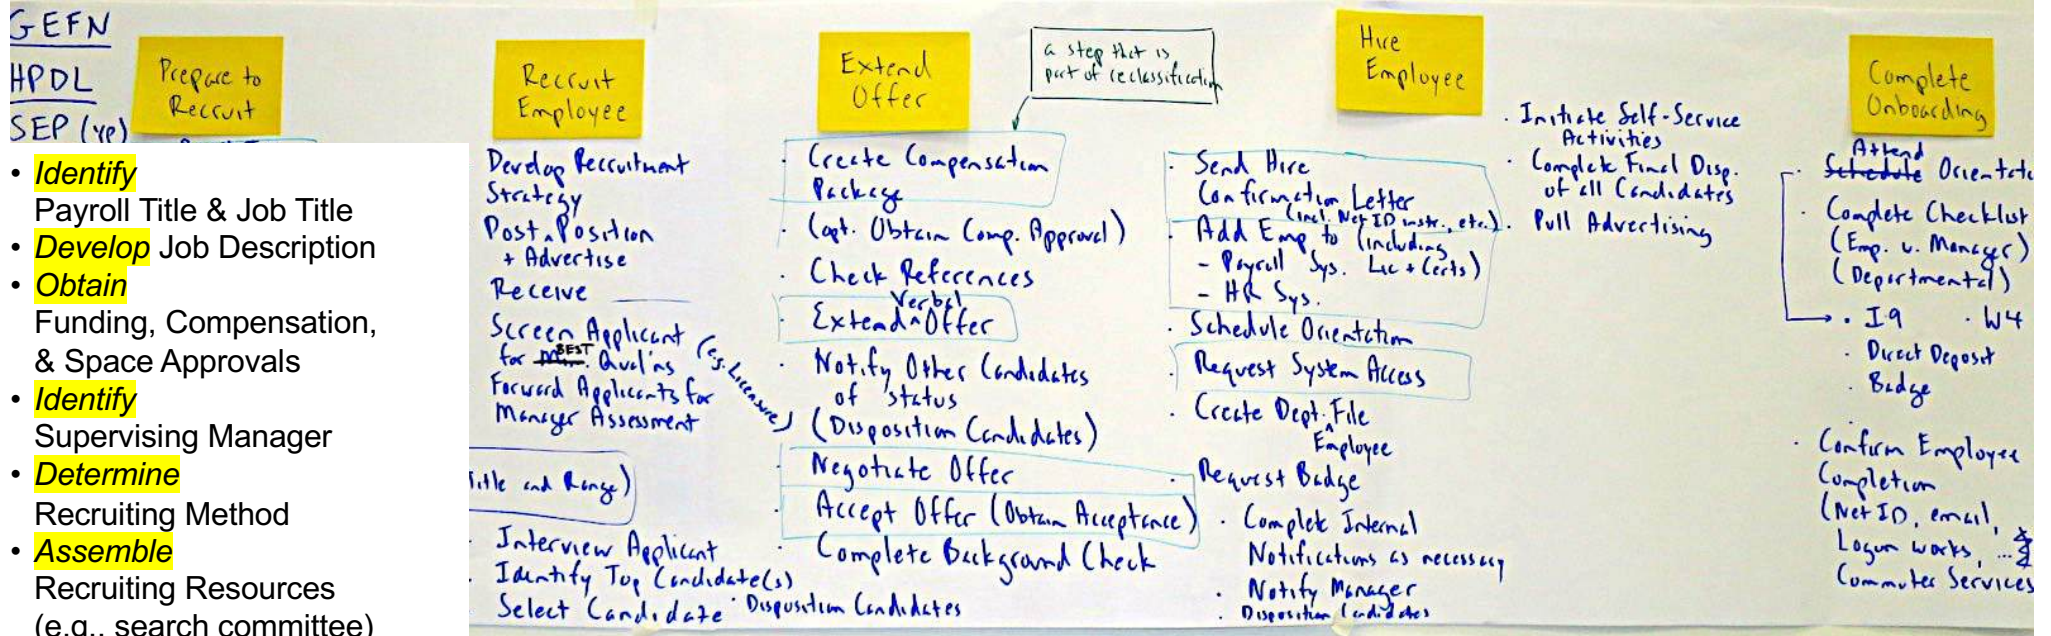 GEFN
HPDL
SEP (yp)
Prepare to
Recruit
• Identify
Payroll Title & Job Title
• Develop Job Description
• Obtain
Funding, Compensation,
& Space Approvals
• Identify
Supervising Manager
• Determine
Recruiting Method
• Assemble
Recruiting Resources
(e.g., search committee)
Recruit
Employee
Develop Recruitment
Strategy
Post Position
+ Advertise
Receive
Screen Applicant
for BEST Qual'ns
(e.g. Licensure)
Forward Applicants for
Manager Assessment
Title and Range)
· Interview Applicant
· Identify Top Candidate(s)
· Select Candidate · Disposition Candidates
Extend
Offer
a step that is
part of reclassification
· Create Compensation
Package
· (opt. Obtain Comp. Approval)
· Check References
Verbal
· Extend ^ Offer
· Notify Other Candidates
of status
(Disposition Candidates)
· Negotiate Offer
· Accept Offer (Obtain Acceptance)
· Complete Background Check
Hire
Employee
· Send Hire
Confirmation Letter
(incl. Net ID instr., etc.)
· Add Emp. to (including
- Payroll Sys. Lic + Certs)
- HR Sys.
· Schedule Orientation
· Request System Access
· Create Dept. File
^ Employee
· Request Badge
· Complete Internal
Notifications as necessary
· Notify Manager
· Disposition Candidates
· Initiate Self-Service
Activities
· Complete Final Disp.
of all Candidates
· Pull Advertising
Complete
Onboarding
Attend
· Schedule Orientatio
· Complete Checklist
(Emp. v. Manager)
(Departmental)
· I9 · W4
· Direct Deposit
· Badge
· Confirm Employee
Completion
(Net ID, email,
Logon works, ...
Commuter Services